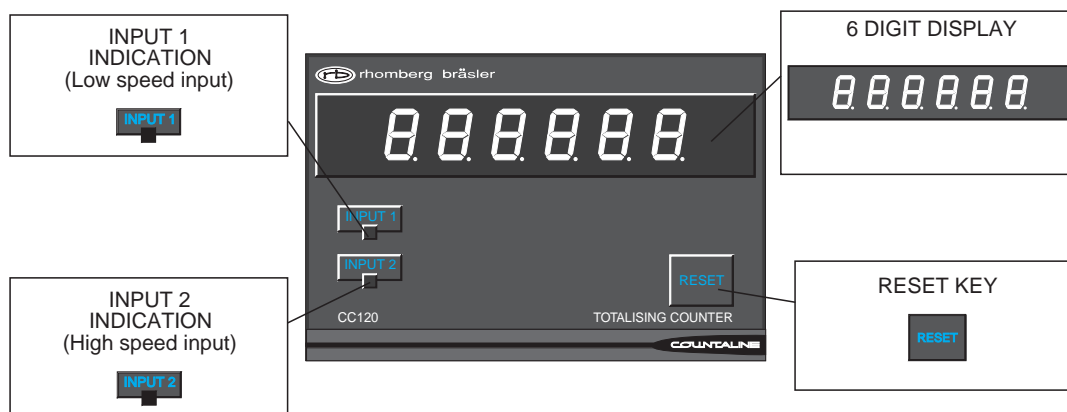 INPUT 1
INDICATION
(Low speed input)
INPUT 1
INPUT 2
INDICATION
(High speed input)
INPUT 2
rb rhomberg bräsler
8.8.8.8.8.8.
INPUT 1
INPUT 2
RESET
CC120 TOTALISING COUNTER
COUNTALINE
6 DIGIT DISPLAY
8.8.8.8.8.8.
RESET KEY
RESET